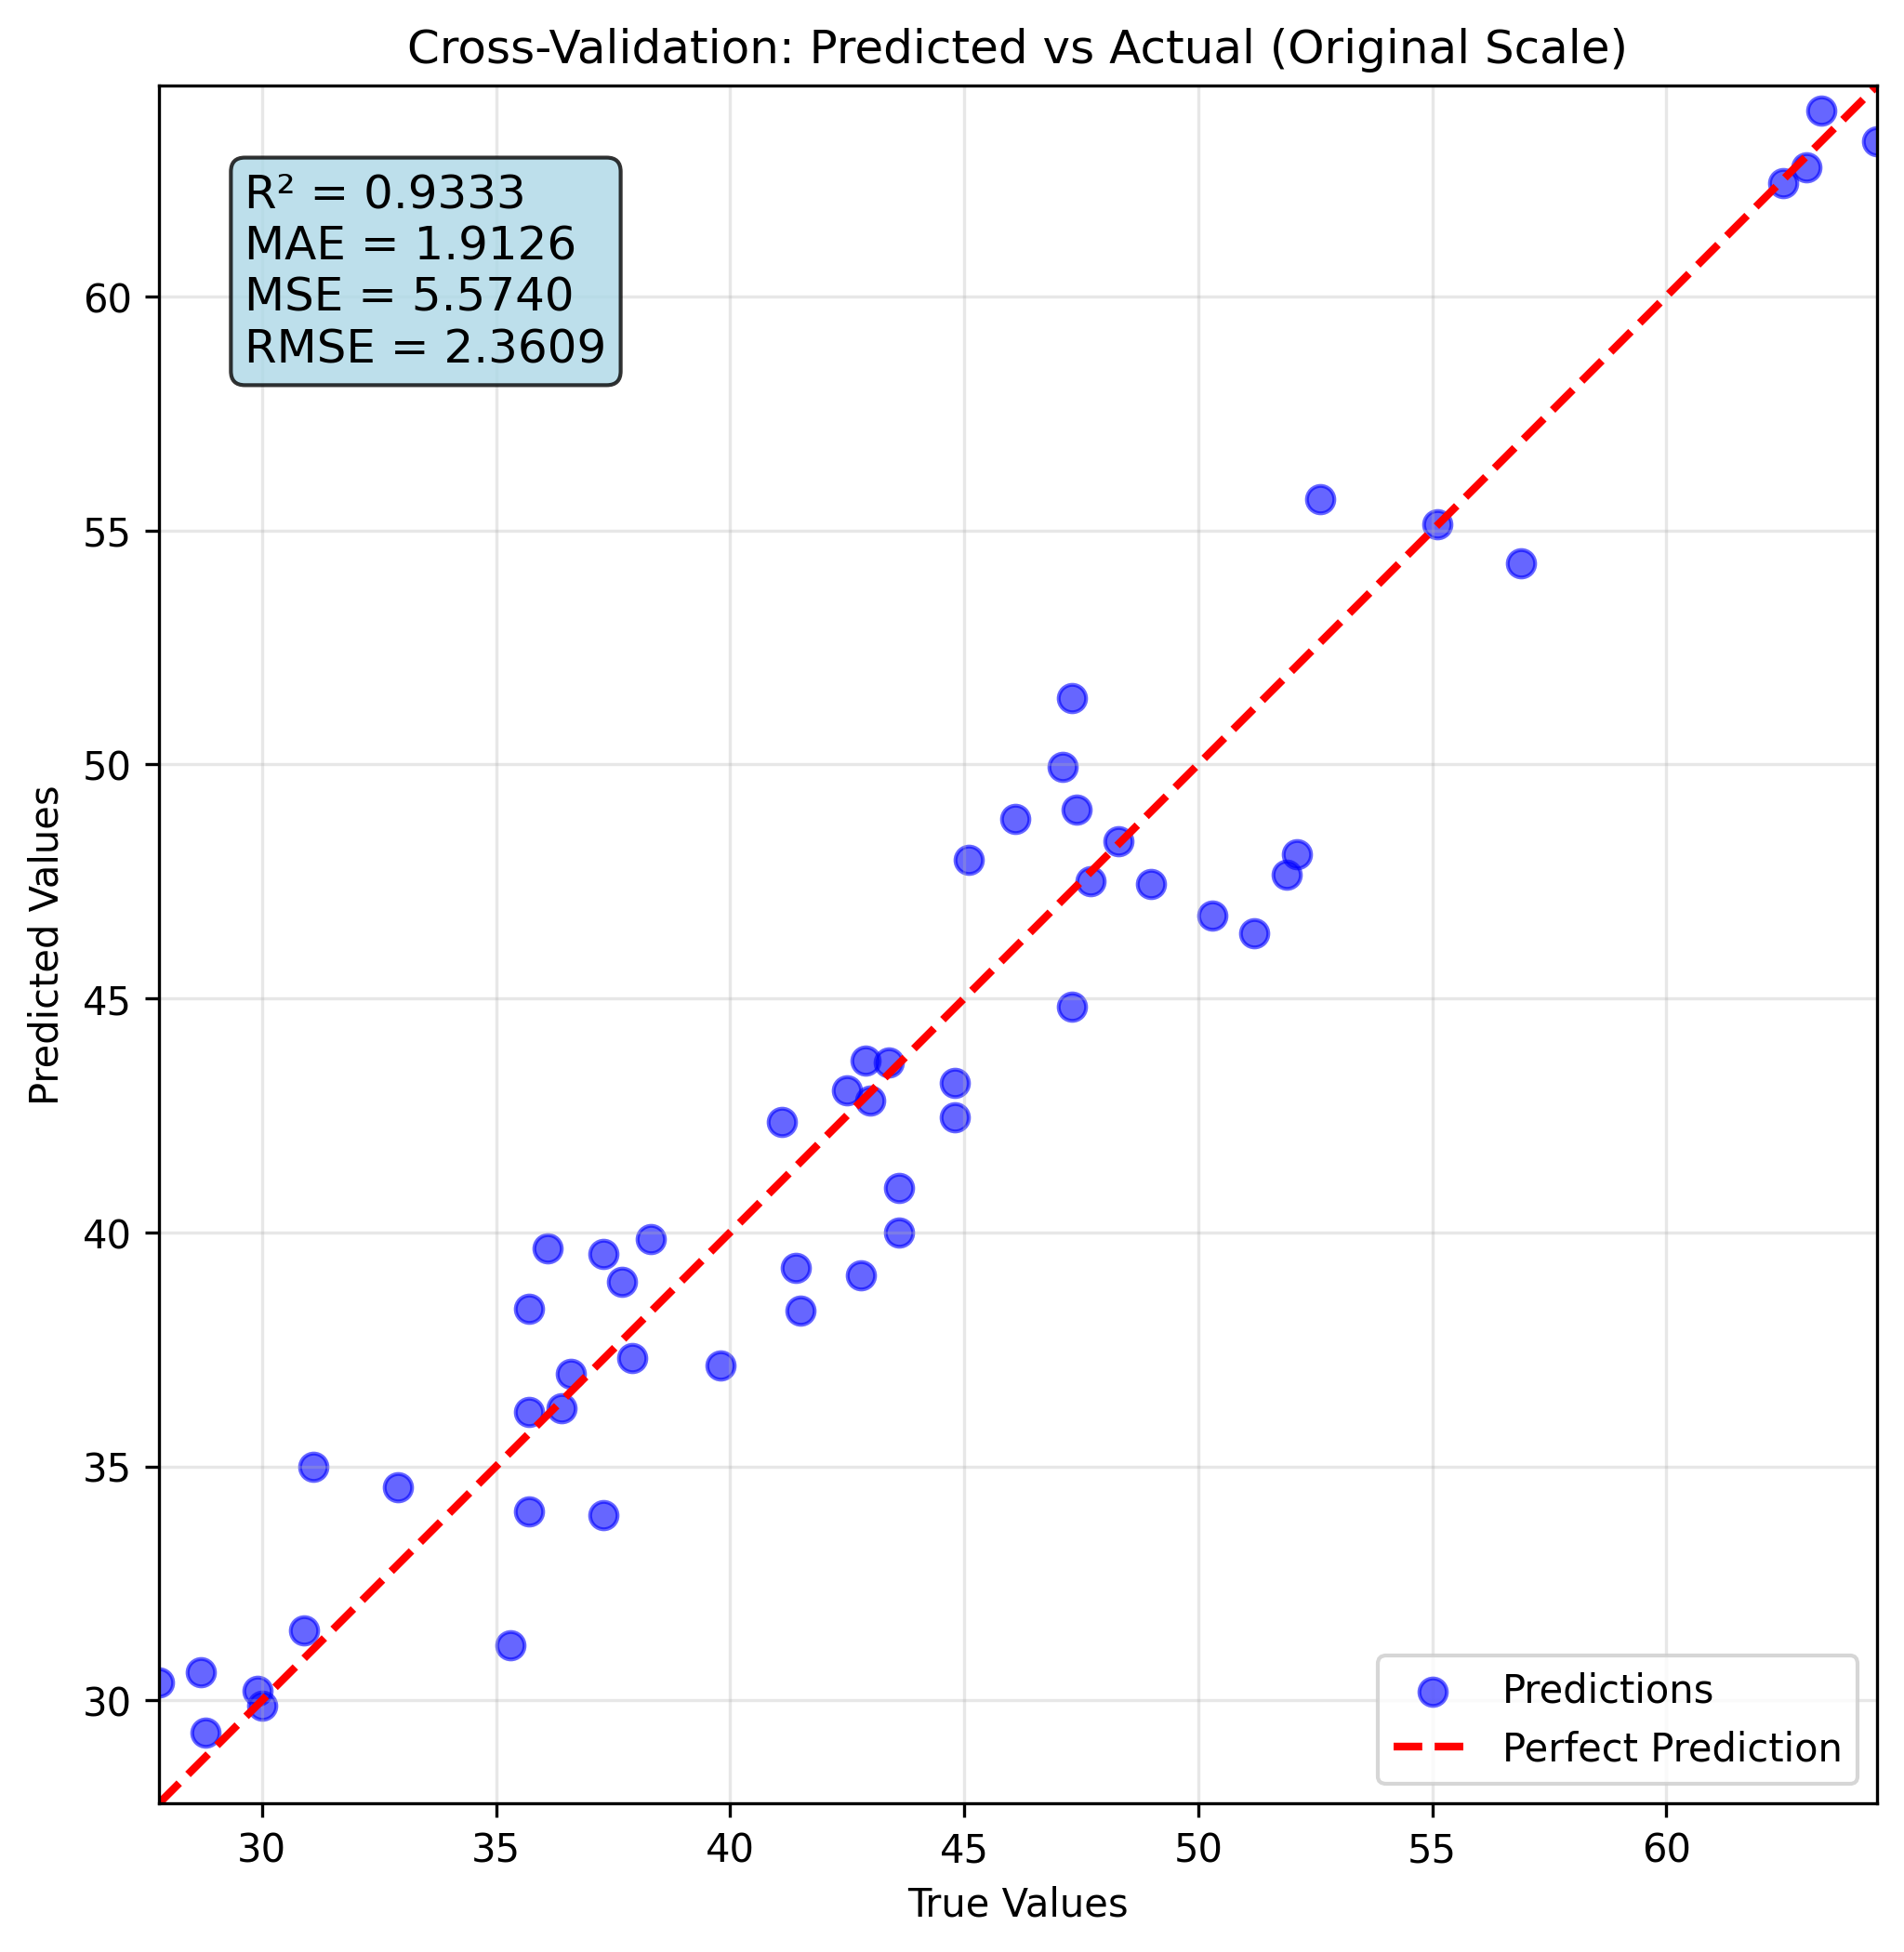 Cross-Validation: Predicted vs Actual (Original Scale)
R² = 0.9333
MAE = 1.9126
MSE = 5.5740
RMSE = 2.3609
Predicted Values
60
55
50
45
40
35
30
Predictions
Perfect Prediction
30 35 40 45 50 55 60
True Values